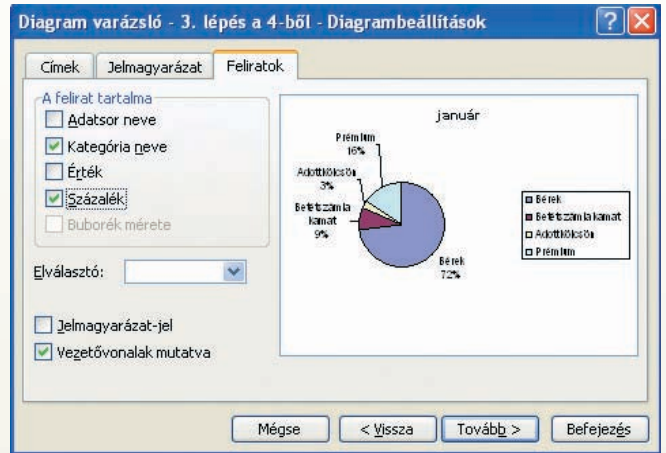 Diagram varázsló - 3. lépés a 4-ből - Diagrambeállítások
Címek
Jelmagyarázat
Feliratok
A felirat tartalma
Adatsor neve
Kategória neve
Érték
Százalék
Buborék mérete
Elválasztó:
Jelmagyarázat-jel
Vezetővonalak mutatva
január
Prémium
16%
Adottkölcsön
3%
Betétszámla
kamat
9%
Bérek
72%
Bérek
Betétszámla kamat
Adottkölcsön
Prémium
Mégse
< Vissza
Tovább >
Befejezés